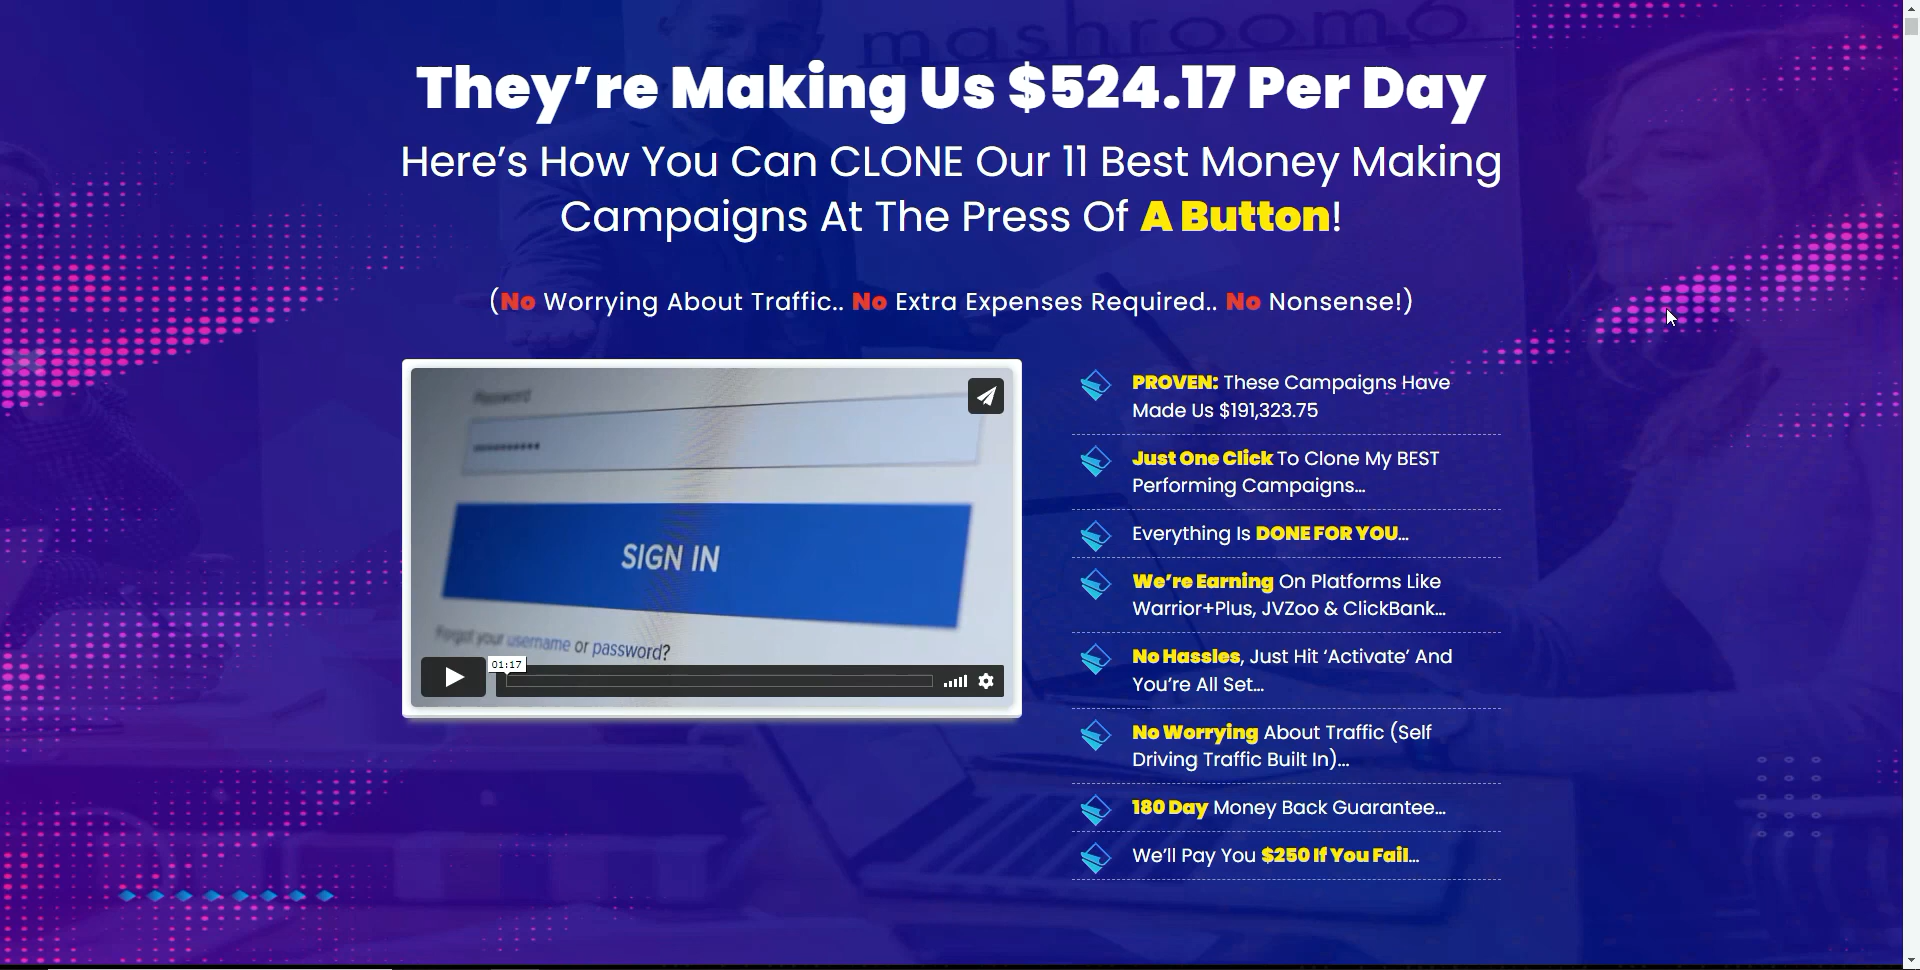 mashroom6
They’re Making Us $524.17 Per Day
Here’s How You Can CLONE Our 11 Best Money Making
Campaigns At The Press Of A Button!
(No Worrying About Traffic.. No Extra Expenses Required.. No Nonsense!)
Password
SIGN IN
Forgot your username or password?
01:17
PROVEN: These Campaigns Have
Made Us $191,323.75
Just One Click To Clone My BEST
Performing Campaigns...
Everything Is DONE FOR YOU...
We’re Earning On Platforms Like
Warrior+Plus, JVZoo & ClickBank...
No Hassles, Just Hit ‘Activate’ And
You’re All Set...
No Worrying About Traffic (Self
Driving Traffic Built In)...
180 Day Money Back Guarantee...
We’ll Pay You $250 If You Fail...